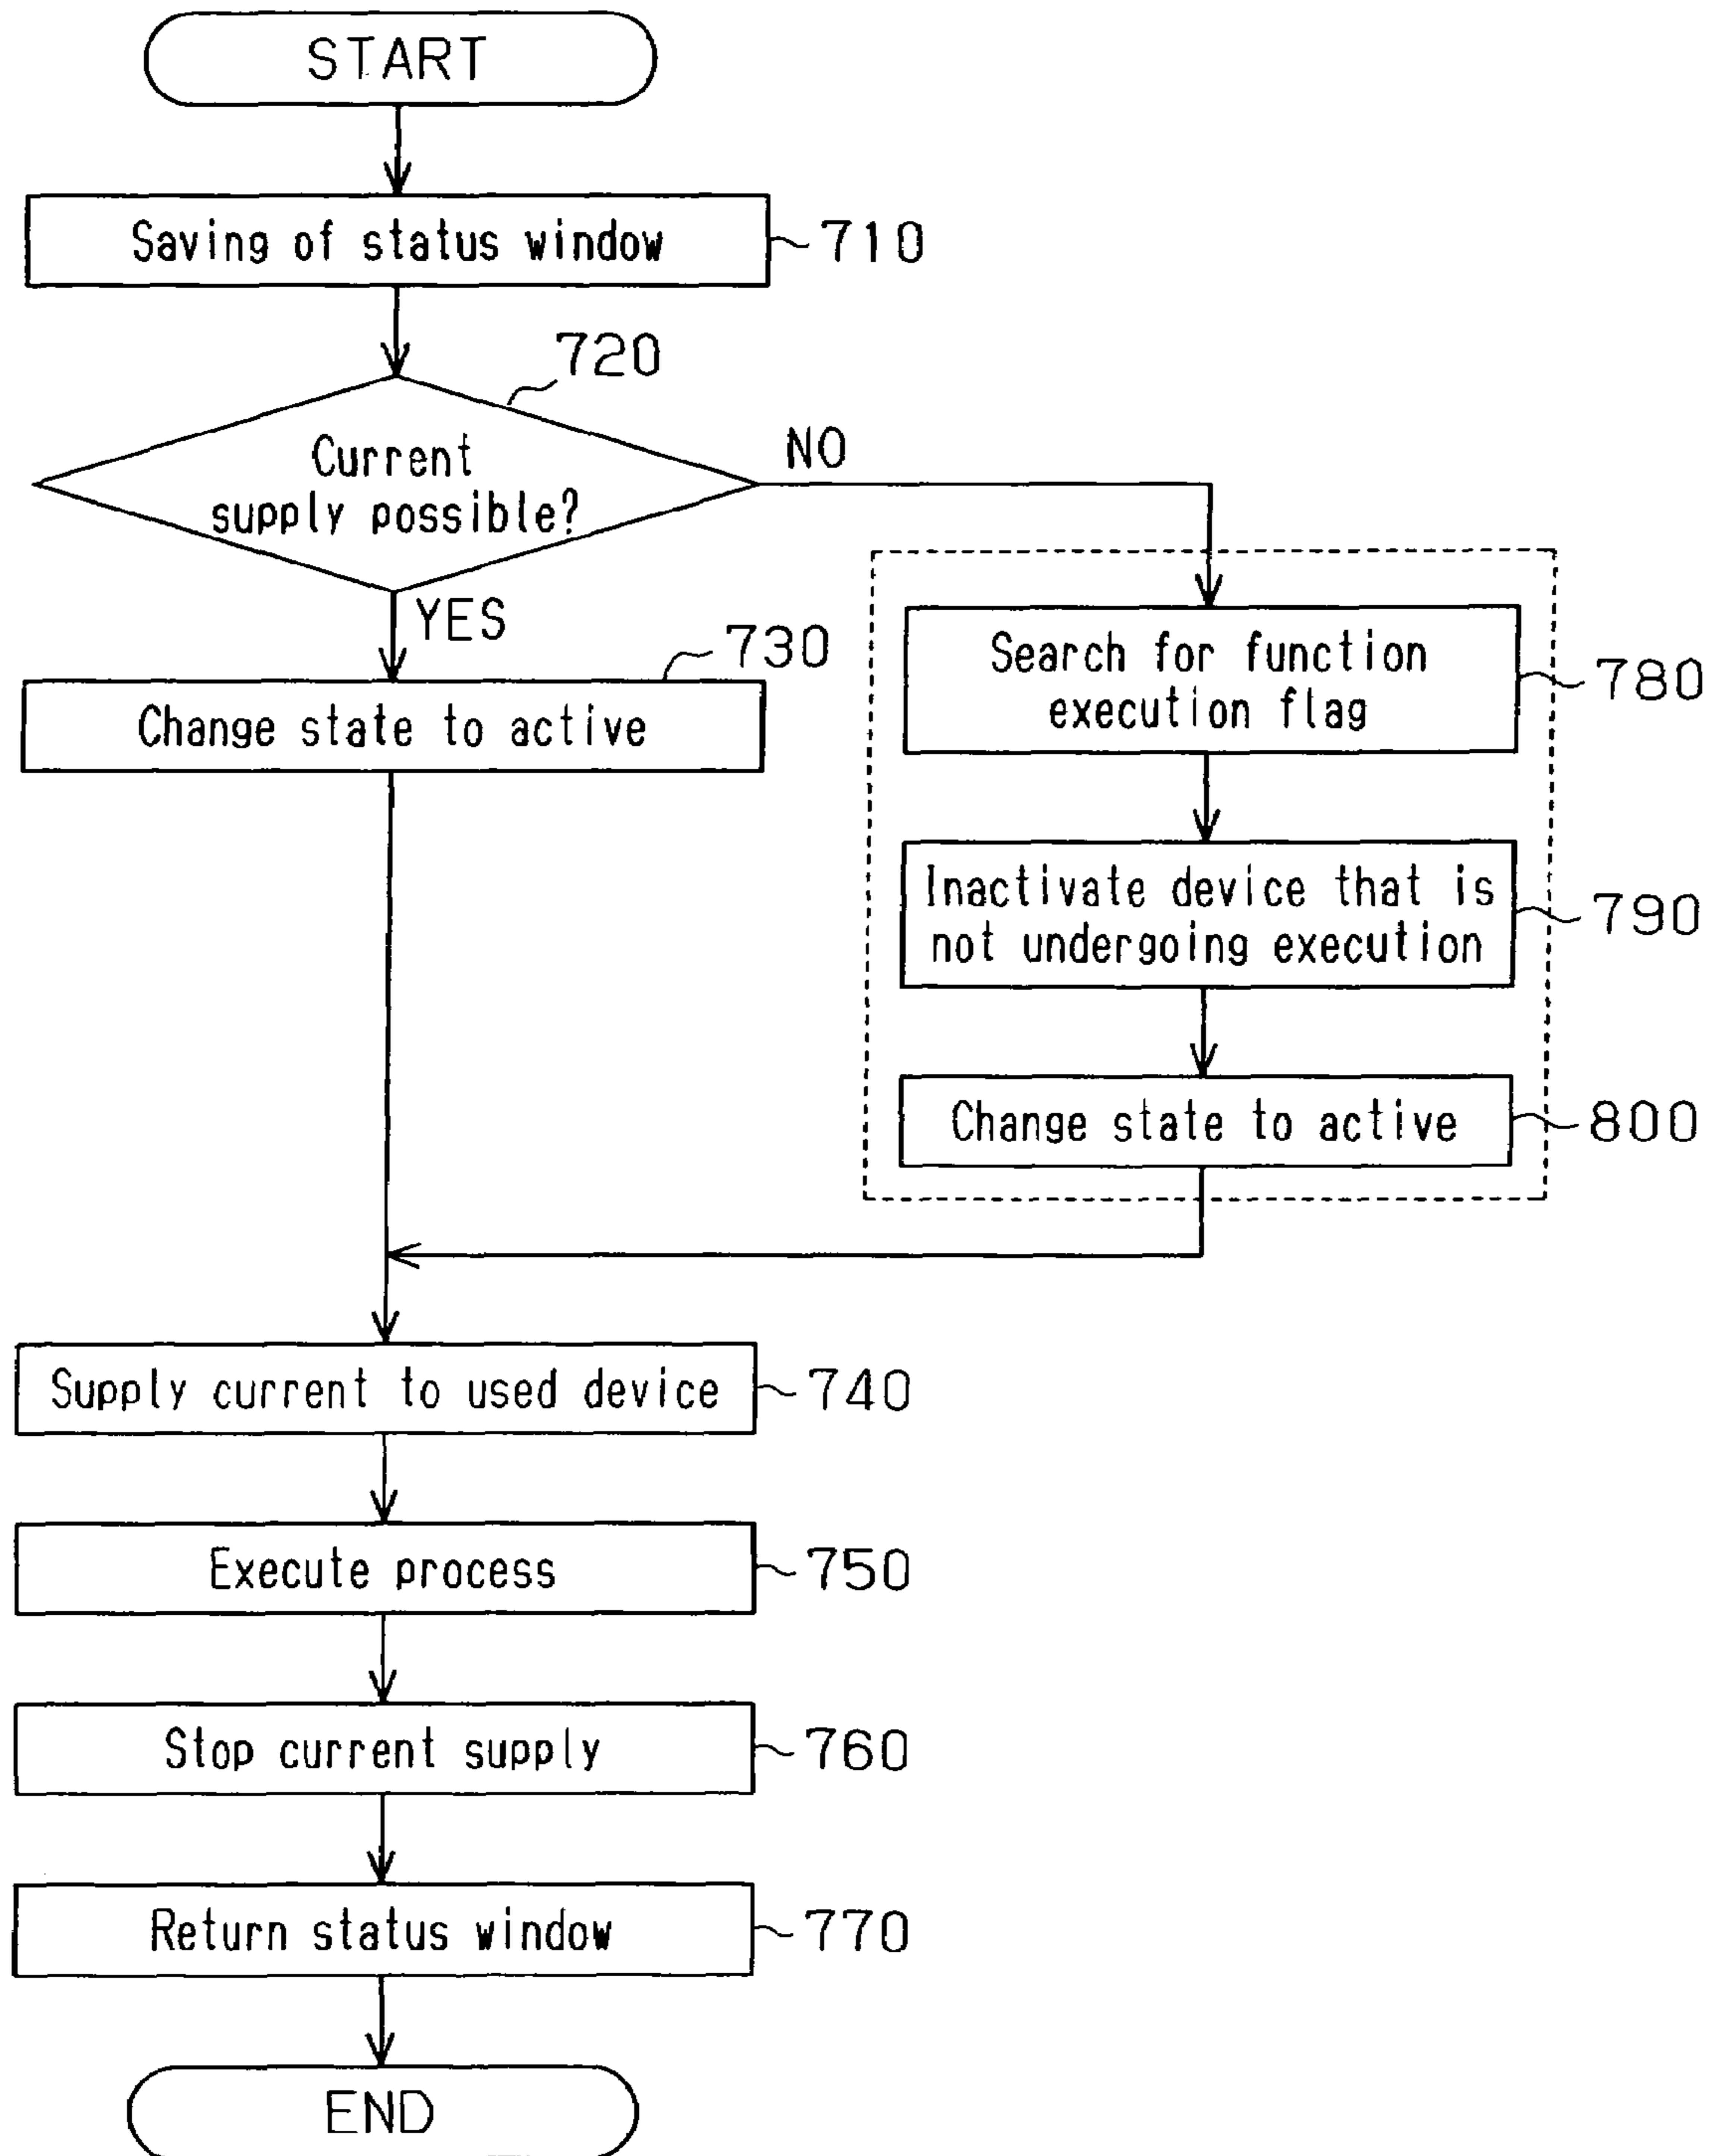 START
Saving of status window
710
720
Current
supply possible?
NO
YES
730
Change state to active
Search for function
execution flag
780
Inactivate device that is
not undergoing execution
790
Change state to active
800
Supply current to used device
740
Execute process
750
Stop current supply
760
Return status window
770
END